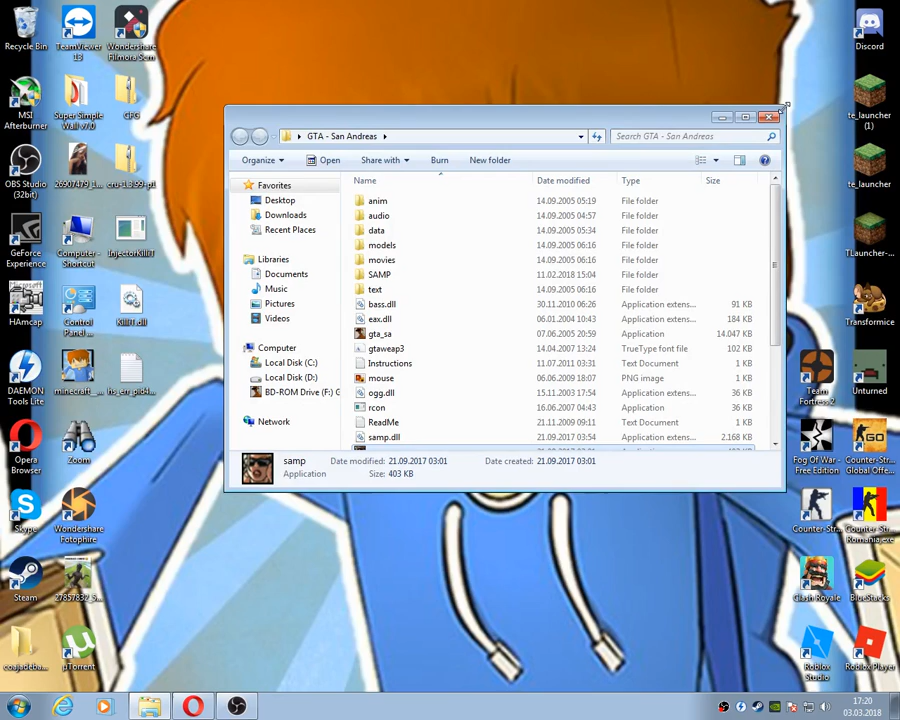 Recycle Bin
TeamViewer 13
Wondershare Filmora Scrn
MSI Afterburner
Super Simple Wall v7.0
CFG
OBS Studio (32bit)
26907479_1...
cru-1.3.99-p1
GeForce Experience
Computer - Shortcut
InjectorKillIT
HAmcap
Control Panel ...
KillIT.dll
DAEMON Tools Lite
minecraft_...
Opera Browser
Zoom
Skype
Wondershare Fotophire
Steam
27857832_S...
coajadeba...
µTorrent
GTA - San Andreas
Search GTA - San Andreas
Organize
Open
Share with
Burn
New folder
Favorites
Desktop
Downloads
Recent Places
Libraries
Documents
Music
Pictures
Videos
Computer
Local Disk (C:)
Local Disk (D:)
BD-ROM Drive (F:) G
Network
Name Date modified Type Size
anim 14.09.2005 05:19 File folder
audio 14.09.2005 04:57 File folder
data 14.09.2005 05:34 File folder
models 14.09.2005 06:16 File folder
movies 14.09.2005 06:16 File folder
SAMP 11.02.2018 15:04 File folder
text 14.09.2005 06:16 File folder
bass.dll 30.11.2010 06:26 Application extens... 91 KB
eax.dll 06.01.2004 10:43 Application extens... 184 KB
gta_sa 07.06.2005 20:59 Application 14.047 KB
gtaweap3 14.04.2007 13:24 TrueType font file 102 KB
Instructions 11.07.2011 03:31 Text Document 1 KB
mouse 06.06.2009 18:07 PNG image 1 KB
ogg.dll 15.11.2003 17:54 Application extens... 36 KB
rcon 16.06.2007 04:43 Application 36 KB
ReadMe 21.11.2009 09:11 Text Document 1 KB
samp.dll 21.09.2017 03:54 Application extens... 2.168 KB
samp Date modified: 21.09.2017 03:01 Date created: 21.09.2017 03:01
Application Size: 403 KB
Discord
te_launcher (1)
te_launcher
TLauncher-...
Transformice
Team Fortress 2
Unturned
Fog Of War - Free Edition
Counter-Strike Global Offe...
Counter-Str...
Counter Str... Romania.exe
Clash Royale
BlueStacks
Roblox Studio
Roblox Player
17:20
03.03.2018